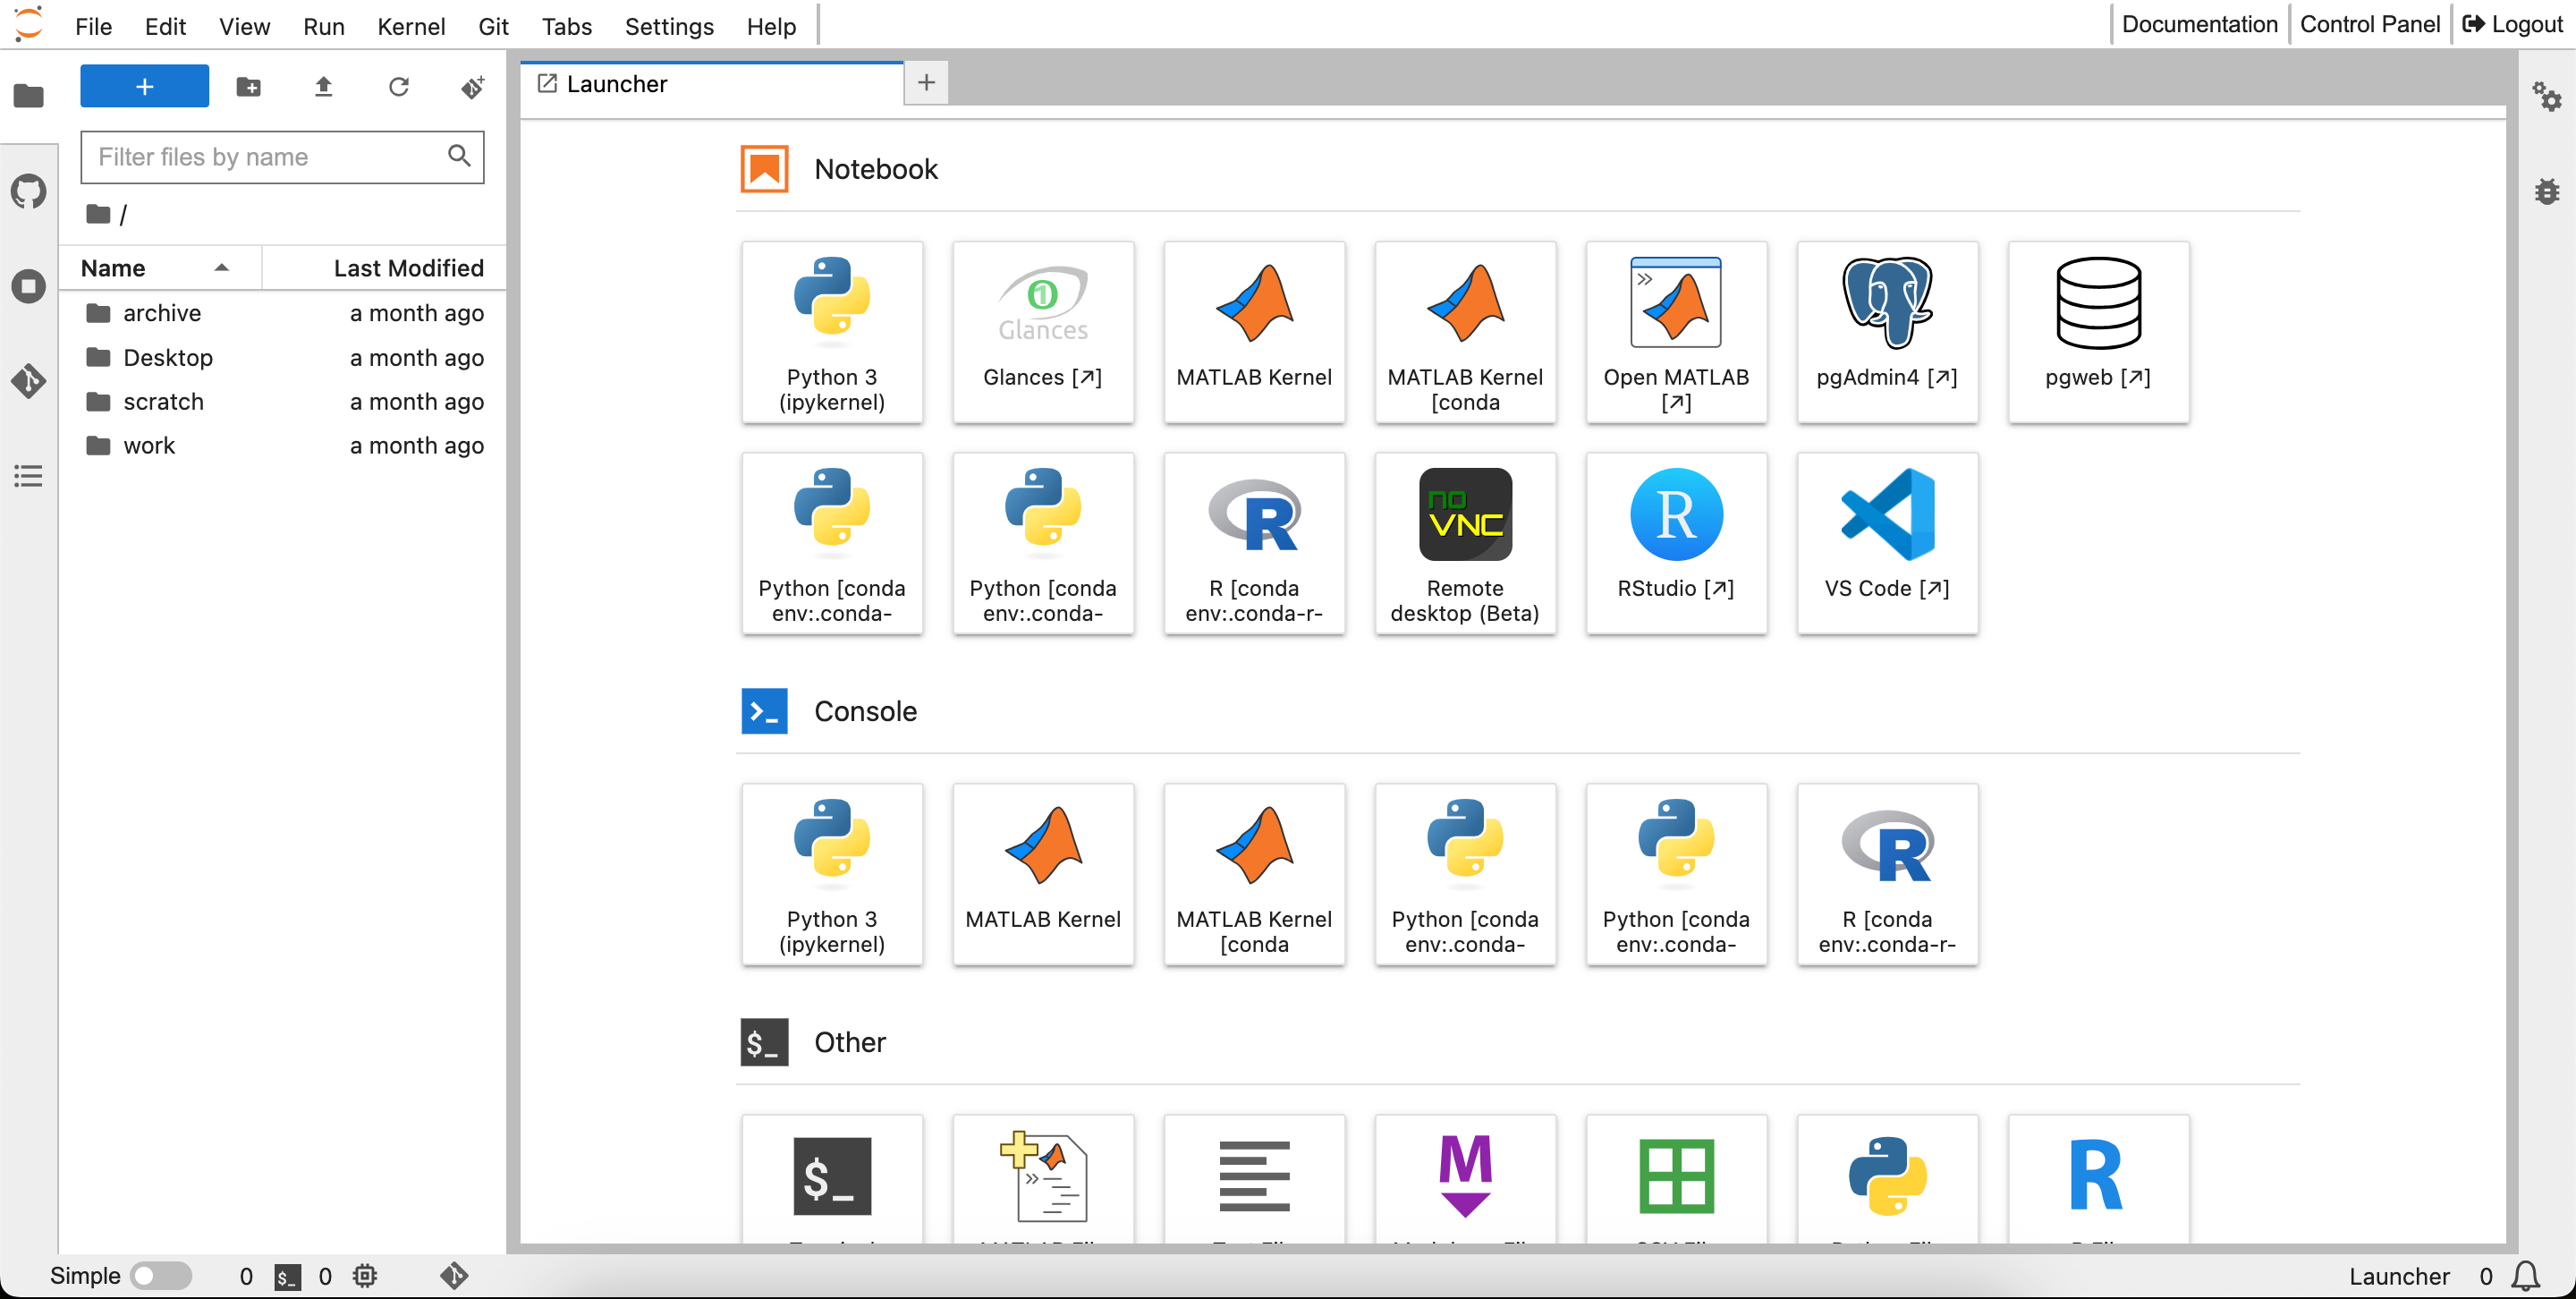 File Edit View Run Kernel Git Tabs Settings Help Documentation Control Panel Logout
Launcher
Filter files by name
/
Name Last Modified
archive a month ago
Desktop a month ago
scratch a month ago
work a month ago
Notebook
Glances
Python 3
(ipykernel)
Glances [↗]
MATLAB Kernel
MATLAB Kernel
[conda
Open MATLAB
[↗]
pgAdmin4 [↗]
pgweb [↗]
no
VNC
Python [conda
env:.conda-
Python [conda
env:.conda-
R [conda
env:.conda-r-
Remote
desktop (Beta)
RStudio [↗]
VS Code [↗]
Console
Python 3
(ipykernel)
MATLAB Kernel
MATLAB Kernel
[conda
Python [conda
env:.conda-
Python [conda
env:.conda-
R [conda
env:.conda-r-
$_ Other
$_
M
R
Simple 0 $_ 0 Launcher 0